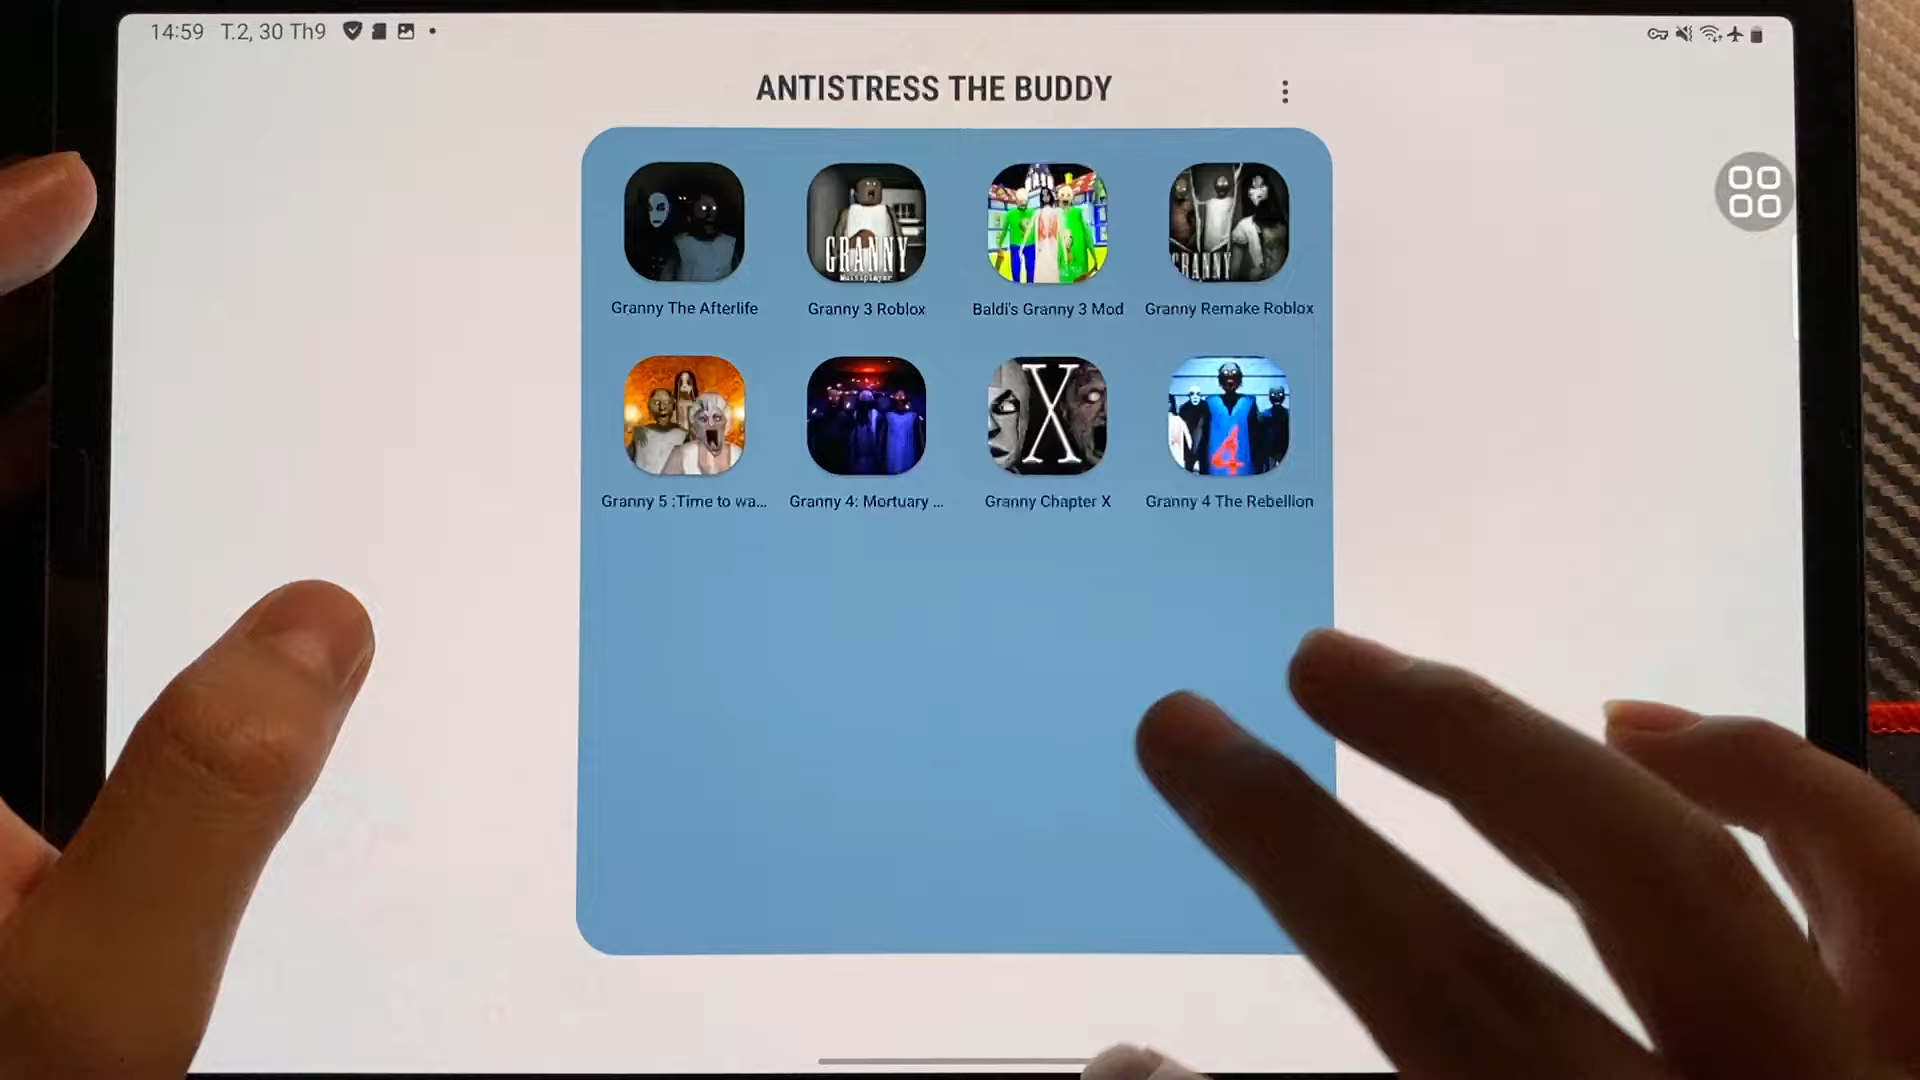 14:59 T.2, 30 Th9
ANTISTRESS THE BUDDY
GRANNY
Multiplayer
GRANNY
Granny The Afterlife
Granny 3 Roblox
Baldi's Granny 3 Mod
Granny Remake Roblox
X
4
Granny 5 :Time to wa...
Granny 4: Mortuary ...
Granny Chapter X
Granny 4 The Rebellion